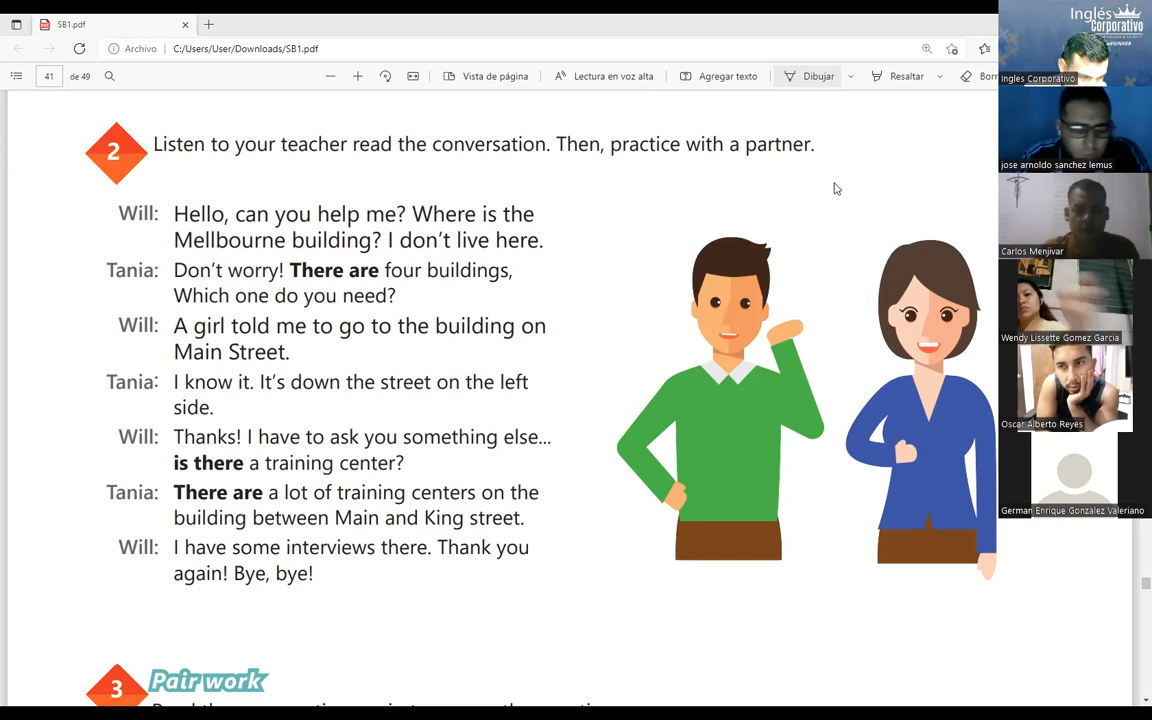 SB1.pdf
Archivo
C:/Users/User/Downloads/SB1.pdf
41
de 49
Vista de página
Lectura en voz alta
Agregar texto
Dibujar
Resaltar
Borr
2
Listen to your teacher read the conversation. Then, practice with a partner.
Will: Hello, can you help me? Where is the
Mellbourne building? I don't live here.
Tania: Don't worry! There are four buildings,
Which one do you need?
Will: A girl told me to go to the building on
Main Street.
Tania: I know it. It's down the street on the left
side.
Will: Thanks! I have to ask you something else...
is there a training center?
Tania: There are a lot of training centers on the
building between Main and King street.
Will: I have some interviews there. Thank you
again! Bye, bye!
3
Pair work
Inglés
Corporativo
Ingles Corporativo
jose arnoldo sanchez lemus
Carlos Menjivar
Wendy Lissette Gomez Garcia
Oscar Alberto Reyes
German Enrique Gonzalez Valeriano